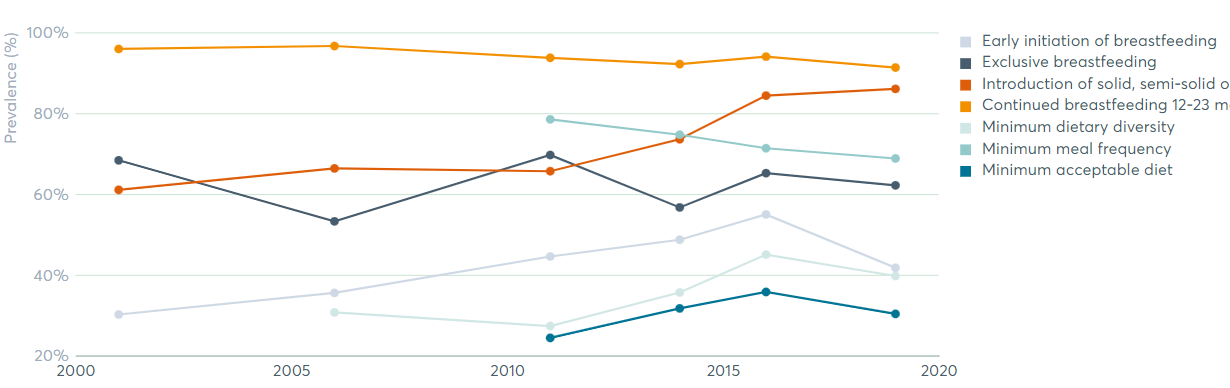 100%
80%
60%
40%
20%
Prevalence (%)
2000
2005
2010
2015
2020
Early initiation of breastfeeding
Exclusive breastfeeding
Introduction of solid, semi-solid o
Continued breastfeeding 12-23 m
Minimum dietary diversity
Minimum meal frequency
Minimum acceptable diet